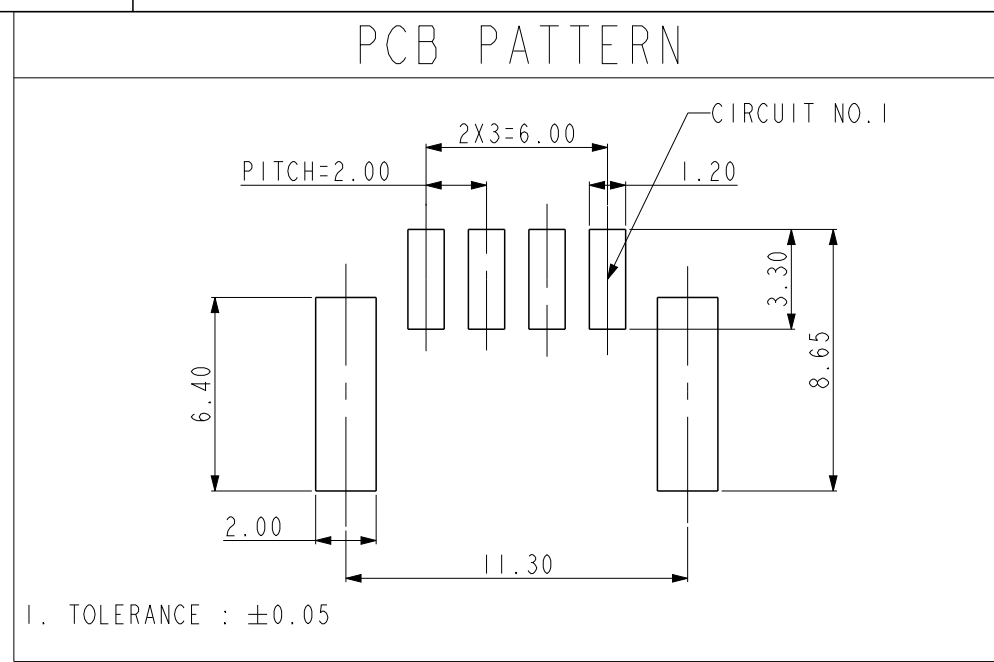 PCB PATTERN
CIRCUIT NO.1
2X3=6.00
PITCH=2.00
1.20
3.30
8.65
6.40
2.00
11.30
1. TOLERANCE : ±0.05